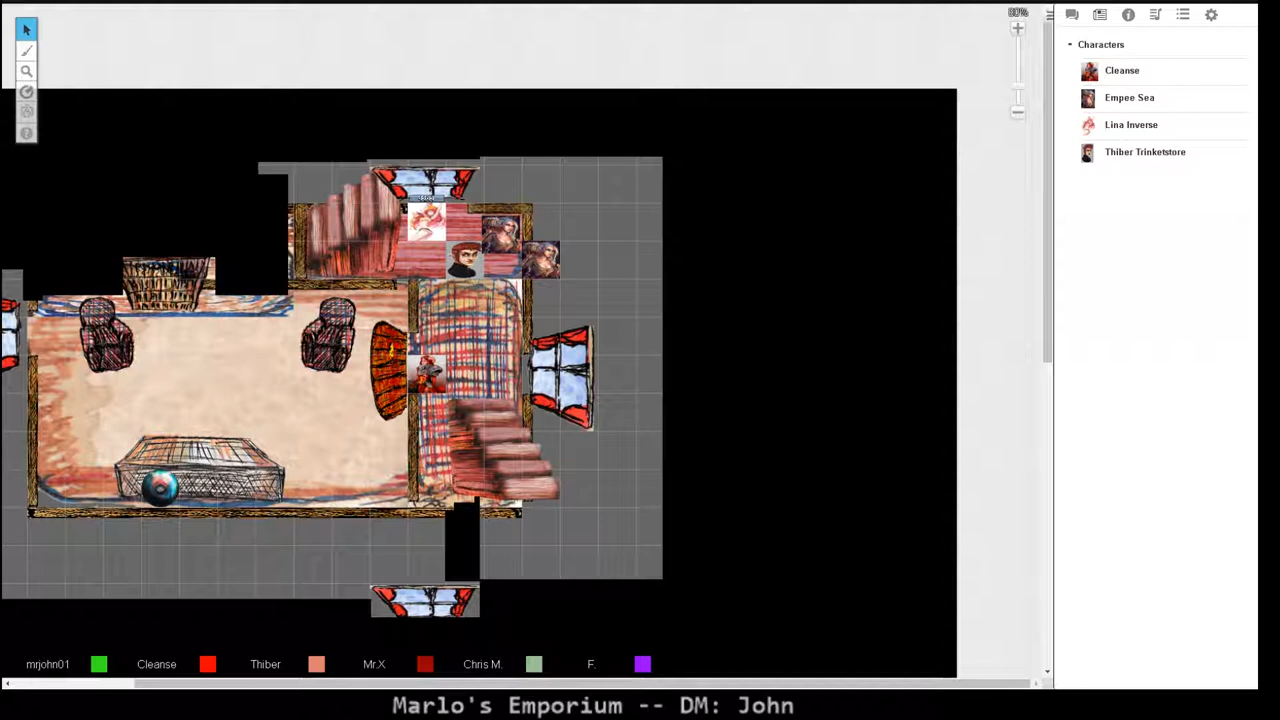 80%
Characters
Cleanse
Empee Sea
Lina Inverse
Thiber Trinketstore
mrjohn01 Cleanse Thiber Mr.X Chris M. F.
Marlo's Emporium -- DM: John